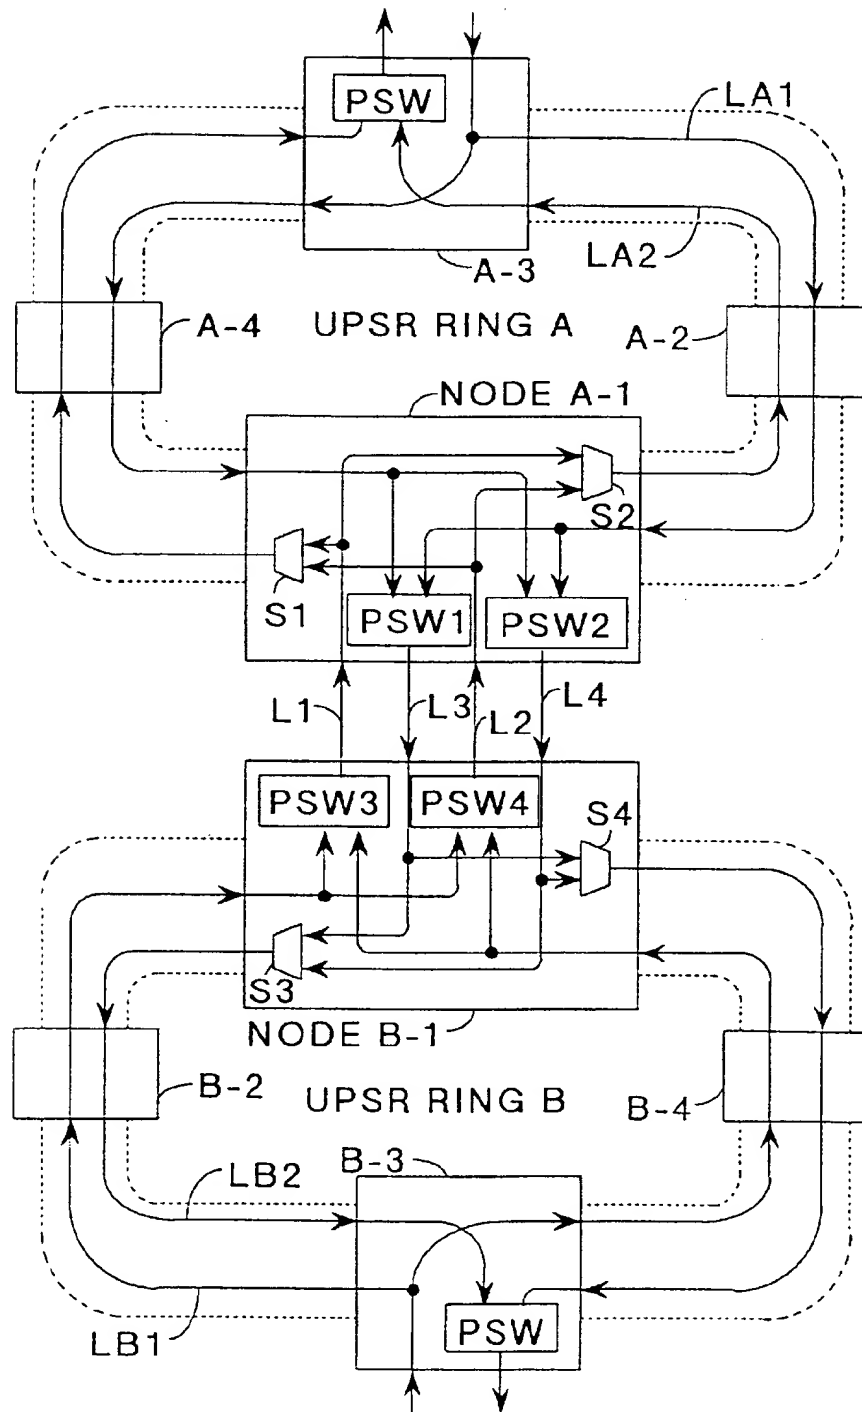 PSW
LA1
LA2
A-3
A-4
UPSR RING A
A-2
NODE A-1
S2
S1
PSW1
PSW2
L1
L3
L2
L4
PSW3
PSW4
S4
S3
NODE B-1
B-2
UPSR RING B
B-4
B-3
LB2
PSW
LB1